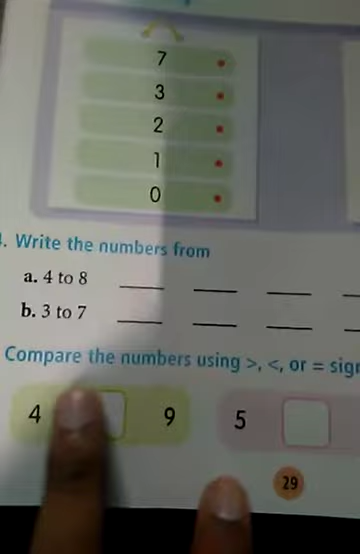 7
3
2
1
0
. Write the numbers from
a. 4 to 8
b. 3 to 7
Compare the numbers using >, <, or = sign
4 9 5
29